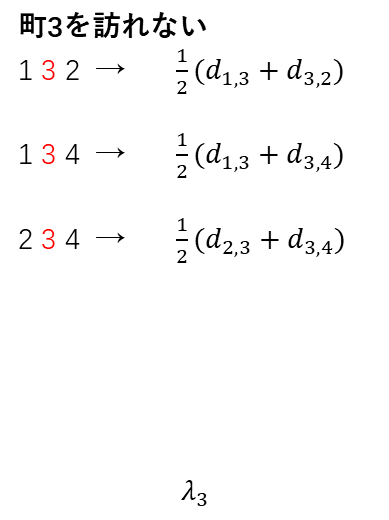 町3を訪れない
1 3 2 → 1/2 (d1,3 + d3,2)
1 3 4 → 1/2 (d1,3 + d3,4)
2 3 4 → 1/2 (d2,3 + d3,4)
λ3